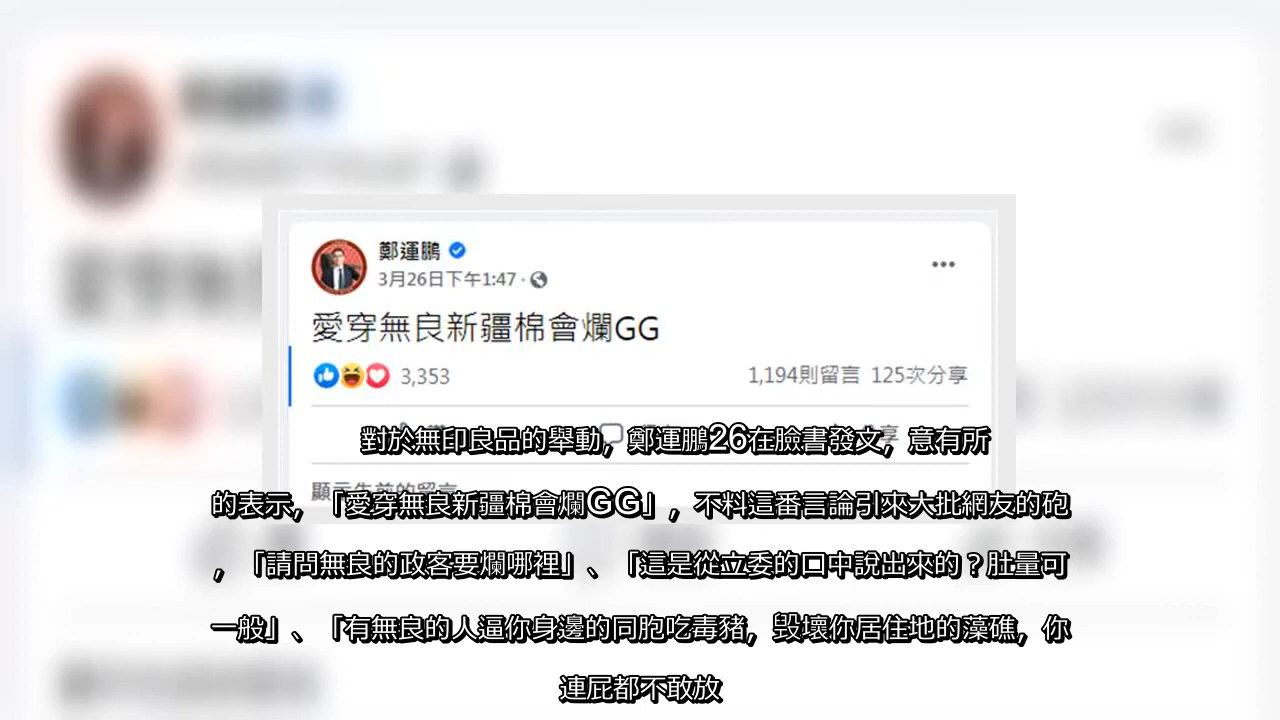 鄭運鵬
3月26日下午1:47
愛穿無良新疆棉會爛GG
3,353
1,194則留言 125次分享
對於無印良品的舉動，鄭運鵬26在臉書發文，意有所
顯示先前的留言
的表示，「愛穿無良新疆棉會爛GG」，不料這番言論引來大批網友的砲
，「請問無良的政客要爛哪裡」、「這是從立委的口中說出來的？肚量可
一般」、「有無良的人逼你身邊的同胞吃毒豬，毀壞你居住地的藻礁，你
連屁都不敢放